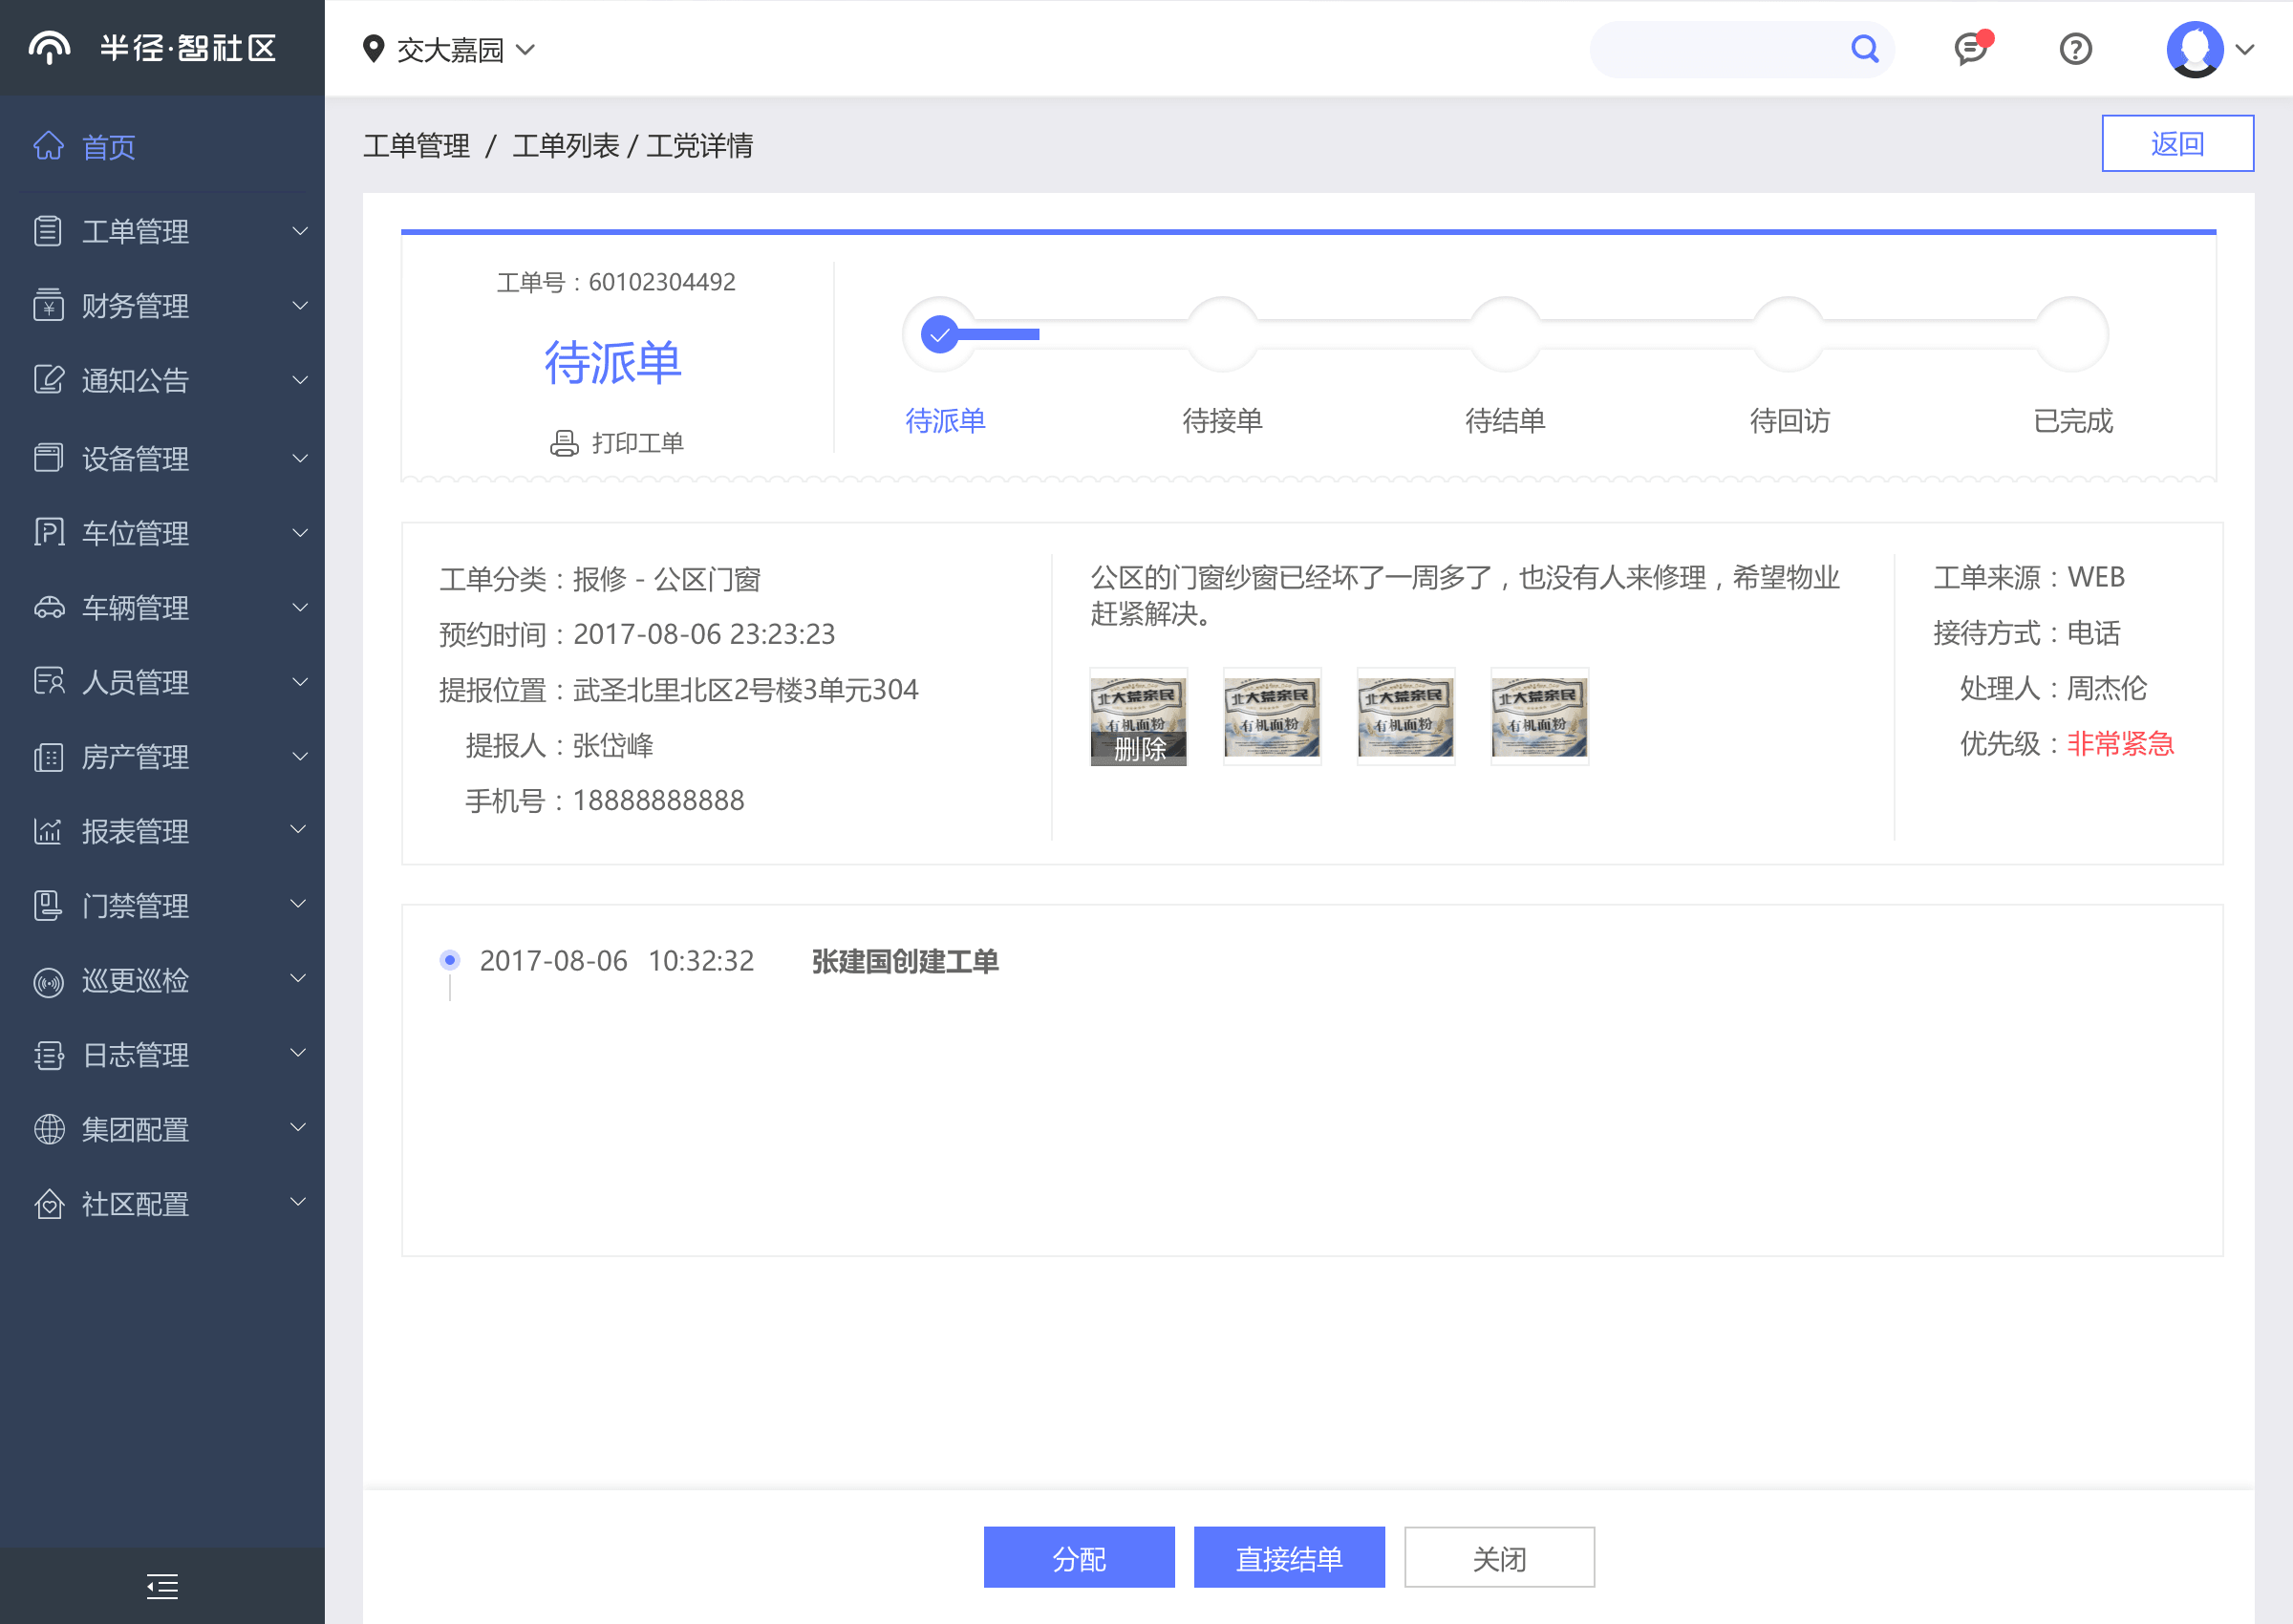 半径·智社区
交大嘉园
首页
工单管理
财务管理
通知公告
设备管理
车位管理
车辆管理
人员管理
房产管理
报表管理
门禁管理
巡更巡检
日志管理
集团配置
社区配置
工单管理 / 工单列表 / 工党详情
返回
工单号：60102304492
待派单
打印工单
待派单 待接单 待结单 待回访 已完成
工单分类：报修 - 公区门窗
预约时间：2017-08-06 23:23:23
提报位置：武圣北里北区2号楼3单元304
提报人：张岱峰
手机号：18888888888
公区的门窗纱窗已经坏了一周多了，也没有人来修理，希望物业
赶紧解决。
北大荒亲民 北大荒亲民 北大荒亲民 北大荒亲民
有机面粉 有机面粉 有机面粉 有机面粉
删除
工单来源：WEB
接待方式：电话
处理人：周杰伦
优先级：非常紧急
2017-08-06 10:32:32 张建国创建工单
分配 直接结单 关闭